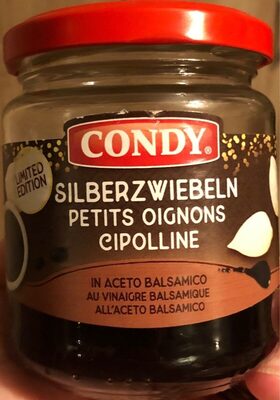 CONDY®
LIMITED
EDITION
SILBERZWIEBELN
PETITS OIGNONS
CIPOLLINE
IN ACETO BALSAMICO
AU VINAIGRE BALSAMIQUE
ALL'ACETO BALSAMICO